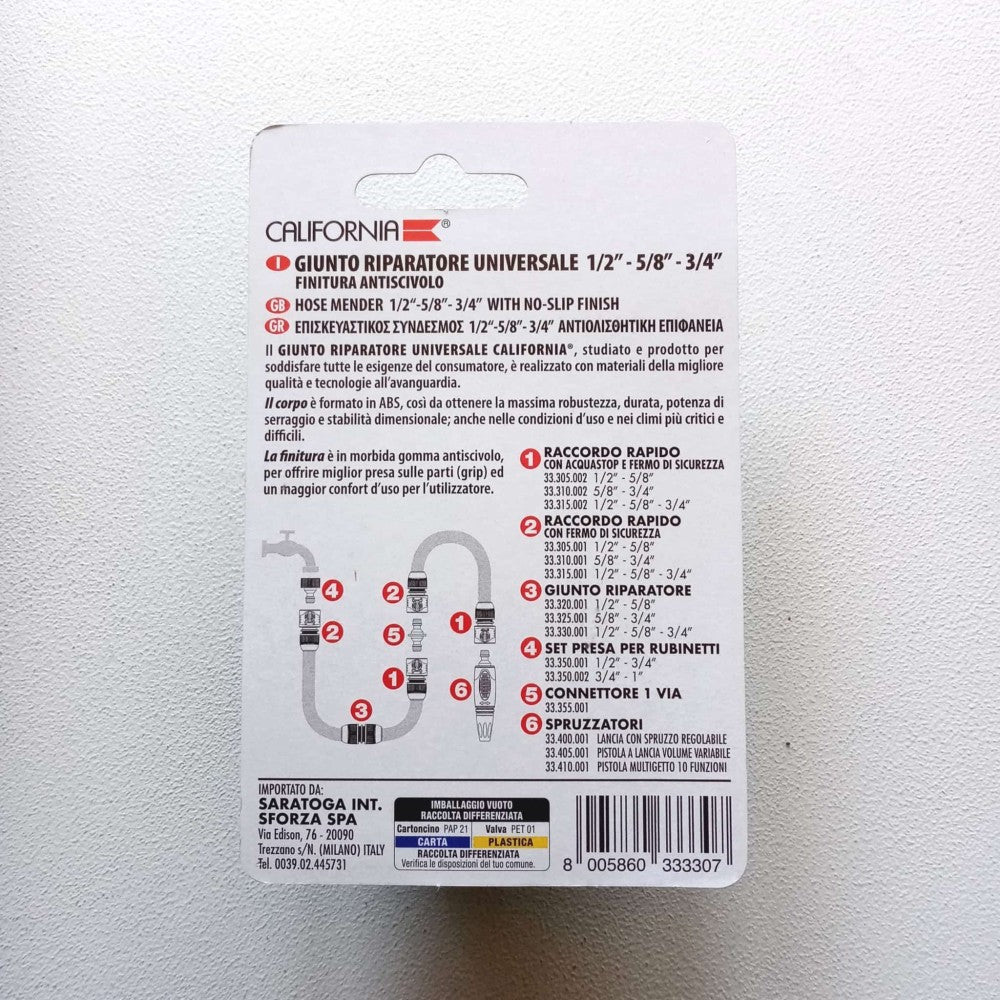 CALIFORNIA ®
I GIUNTO RIPARATORE UNIVERSALE 1/2” - 5/8” - 3/4”
FINITURA ANTISCIVOLO
GB HOSE MENDER 1/2“-5/8”- 3/4” WITH NO-SLIP FINISH
GR ΕΠΙΣΚΕΥΑΣΤΙΚΟΣ ΣΥΝΔΕΣΜΟΣ 1/2“-5/8”- 3/4” ΑΝΤΙΟΛΙΣΘΗΤΙΚΗ ΕΠΙΦΑΝΕΙΑ
Il GIUNTO RIPARATORE UNIVERSALE CALIFORNIA®, studiato e prodotto per
soddisfare tutte le esigenze del consumatore, è realizzato con materiali della migliore
qualità e tecnologie all’avanguardia.
Il corpo è formato in ABS, così da ottenere la massima robustezza, durata, potenza di
serraggio e stabilità dimensionale; anche nelle condizioni d’uso e nei climi più critici e
difficili.
La finitura è in morbida gomma antiscivolo,
per offrire miglior presa sulle parti (grip) ed
un maggior confort d’uso per l’utilizzatore.
1 RACCORDO RAPIDO
CON ACQUASTOP E FERMO DI SICUREZZA
33.305.002 1/2” - 5/8”
33.310.002 5/8” - 3/4”
33.315.002 1/2” - 5/8” - 3/4”
2 RACCORDO RAPIDO
CON FERMO DI SICUREZZA
33.305.001 1/2” - 5/8”
33.310.001 5/8” - 3/4”
33.315.001 1/2” - 5/8” - 3/4”
3 GIUNTO RIPARATORE
33.320.001 1/2” - 5/8”
33.325.001 5/8” - 3/4”
33.330.001 1/2” - 5/8” - 3/4”
4 SET PRESA PER RUBINETTI
33.350.001 1/2” - 3/4”
33.350.002 3/4” - 1”
5 CONNETTORE 1 VIA
33.355.001
6 SPRUZZATORI
33.400.001 LANCIA CON SPRUZZO REGOLABILE
33.405.001 PISTOLA A LANCIA VOLUME VARIABILE
33.410.001 PISTOLA MULTIGETTO 10 FUNZIONI
4
2
2
1
5
1
6
3
IMPORTATO DA:
SARATOGA INT.
SFORZA SPA
Via Edison, 76 - 20090
Trezzano s/N. (MILANO) ITALY
Tel. 0039.02.445731
IMBALLAGGIO VUOTO
RACCOLTA DIFFERENZIATA
Cartoncino PAP 21 Valva PET 01
CARTA PLASTICA
RACCOLTA DIFFERENZIATA
Verifica le disposizioni del tuo comune.
8 005860 333307